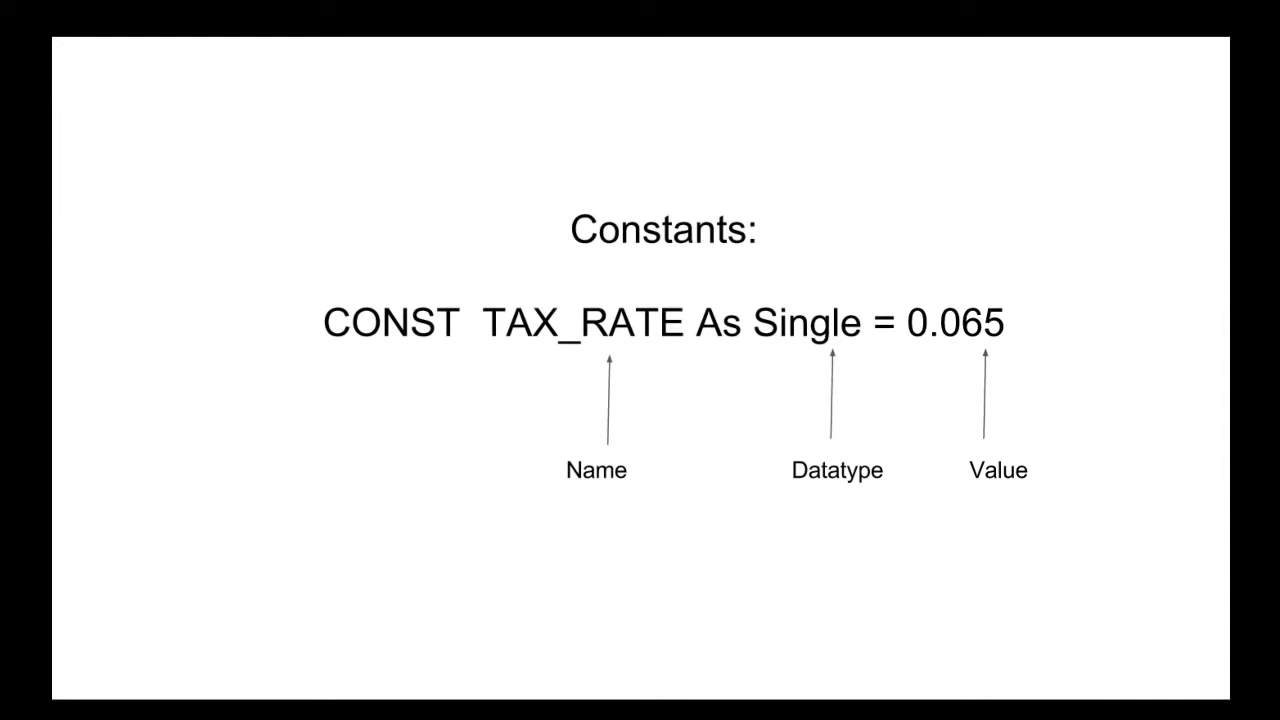 Constants:
CONST TAX_RATE As Single = 0.065
Name Datatype Value